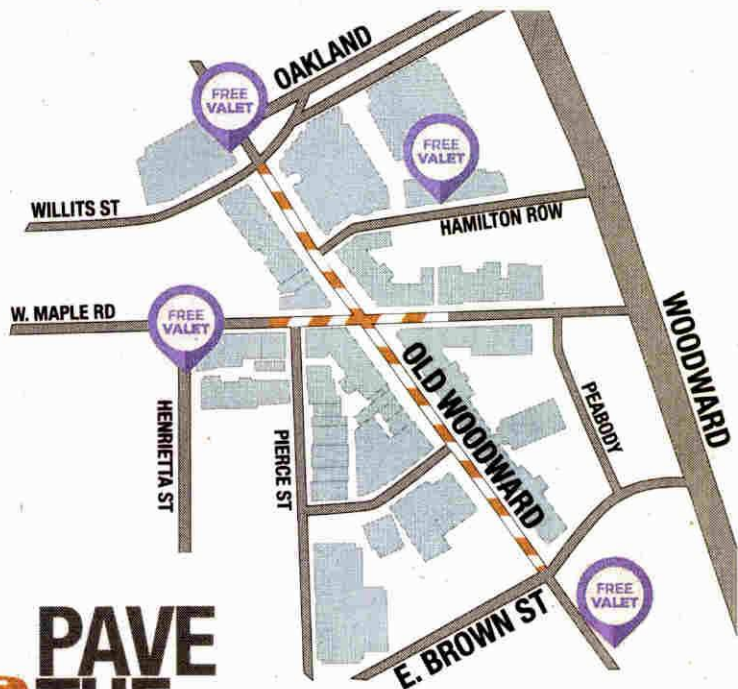 OAKLAND
FREE
VALET
FREE
VALET
WILLITS ST
HAMILTON ROW
W. MAPLE RD
FREE
VALET
WOODWARD
OLD WOODWARD
PEABODY
HENRIETTA ST
PIERCE ST
FREE
VALET
E. BROWN ST
PAVE
THE